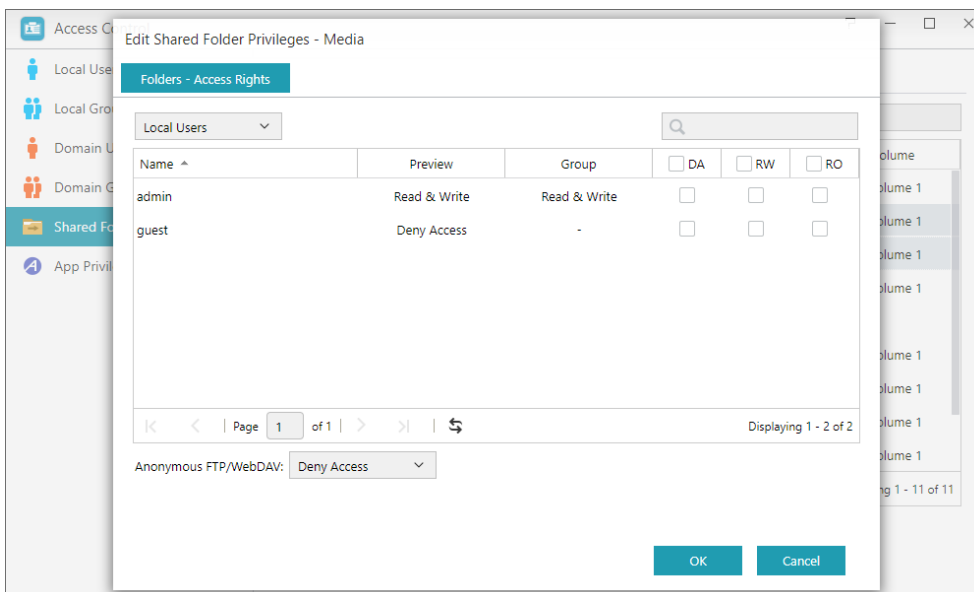 Access Co
Edit Shared Folder Privileges - Media
Local Use
Folders - Access Rights
Local Gro
Local Users
Domain U
Name Preview Group DA RW RO
olume
Domain G
admin Read & Write Read & Write
olume 1
Shared Fo
guest Deny Access -
olume 1
App Privil
olume 1
olume 1
olume 1
olume 1
Page 1 of 1 Displaying 1 - 2 of 2
olume 1
Anonymous FTP/WebDAV: Deny Access
olume 1
ng 1 - 11 of 11
OK Cancel